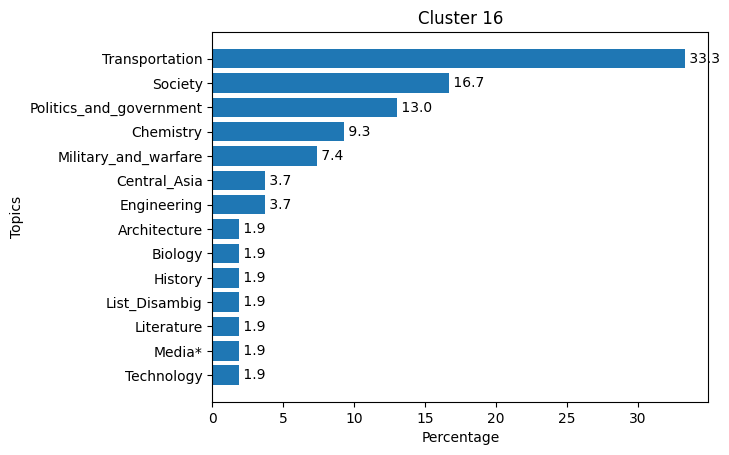 Cluster 16
Transportation 33.3
Society 16.7
Politics_and_government 13.0
Chemistry 9.3
Military_and_warfare 7.4
Central_Asia 3.7
Engineering 3.7
Architecture 1.9
Biology 1.9
History 1.9
List_Disambig 1.9
Literature 1.9
Media* 1.9
Technology 1.9
Topics
0 5 10 15 20 25 30
Percentage